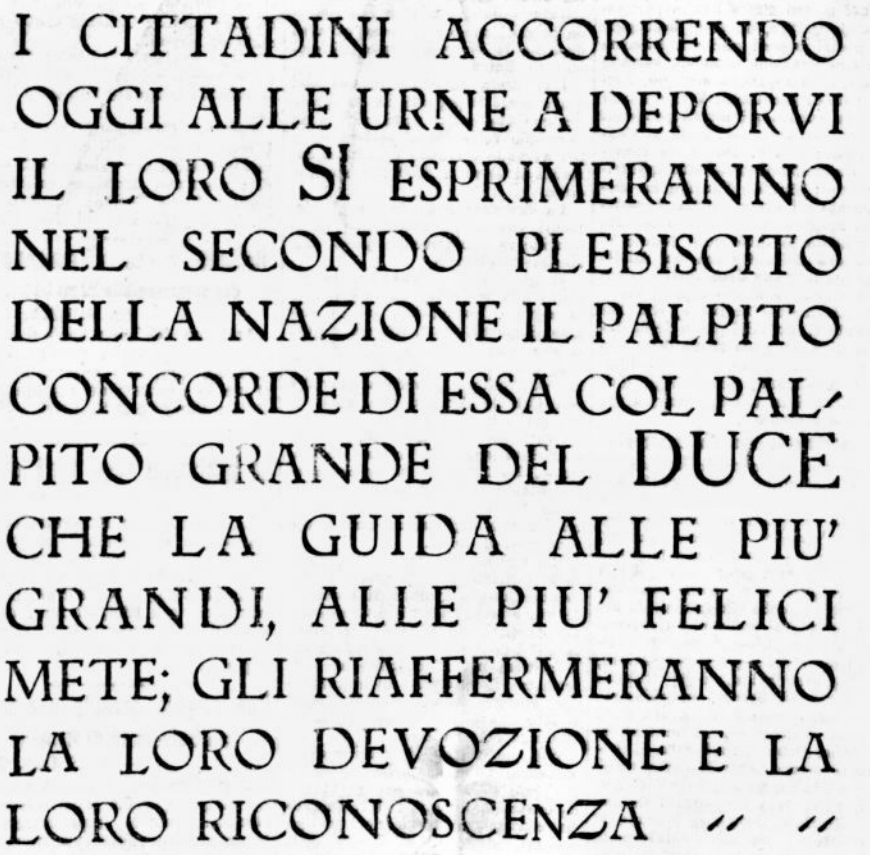 I CITTADINI ACCORRENDO
OGGI ALLE URNE A DEPORVI
IL LORO SI ESPRIMERANNO
NEL SECONDO PLEBISCITO
DELLA NAZIONE IL PALPITO
CONCORDE DI ESSA COL PAL-
PITO GRANDE DEL DUCE
CHE LA GUIDA ALLE PIU'
GRANDI, ALLE PIU' FELICI
METE; GLI RIAFFERMERANNO
LA LORO DEVOZIONE E LA
LORO RICONOSCENZA " "